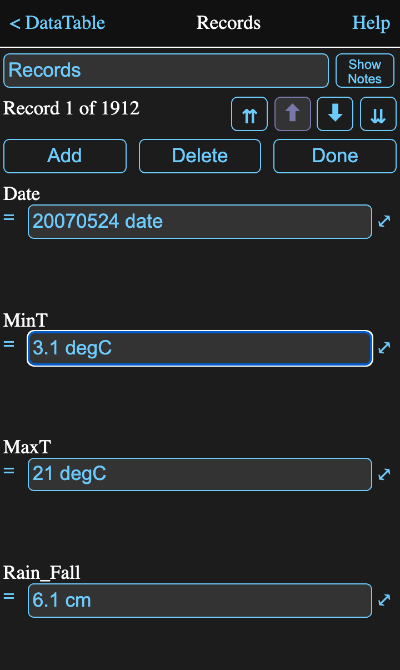 < DataTable Records Help
Records Show Notes
Record 1 of 1912
Add Delete Done
Date
= 20070524 date
MinT
= 3.1 degC
MaxT
= 21 degC
Rain_Fall
= 6.1 cm